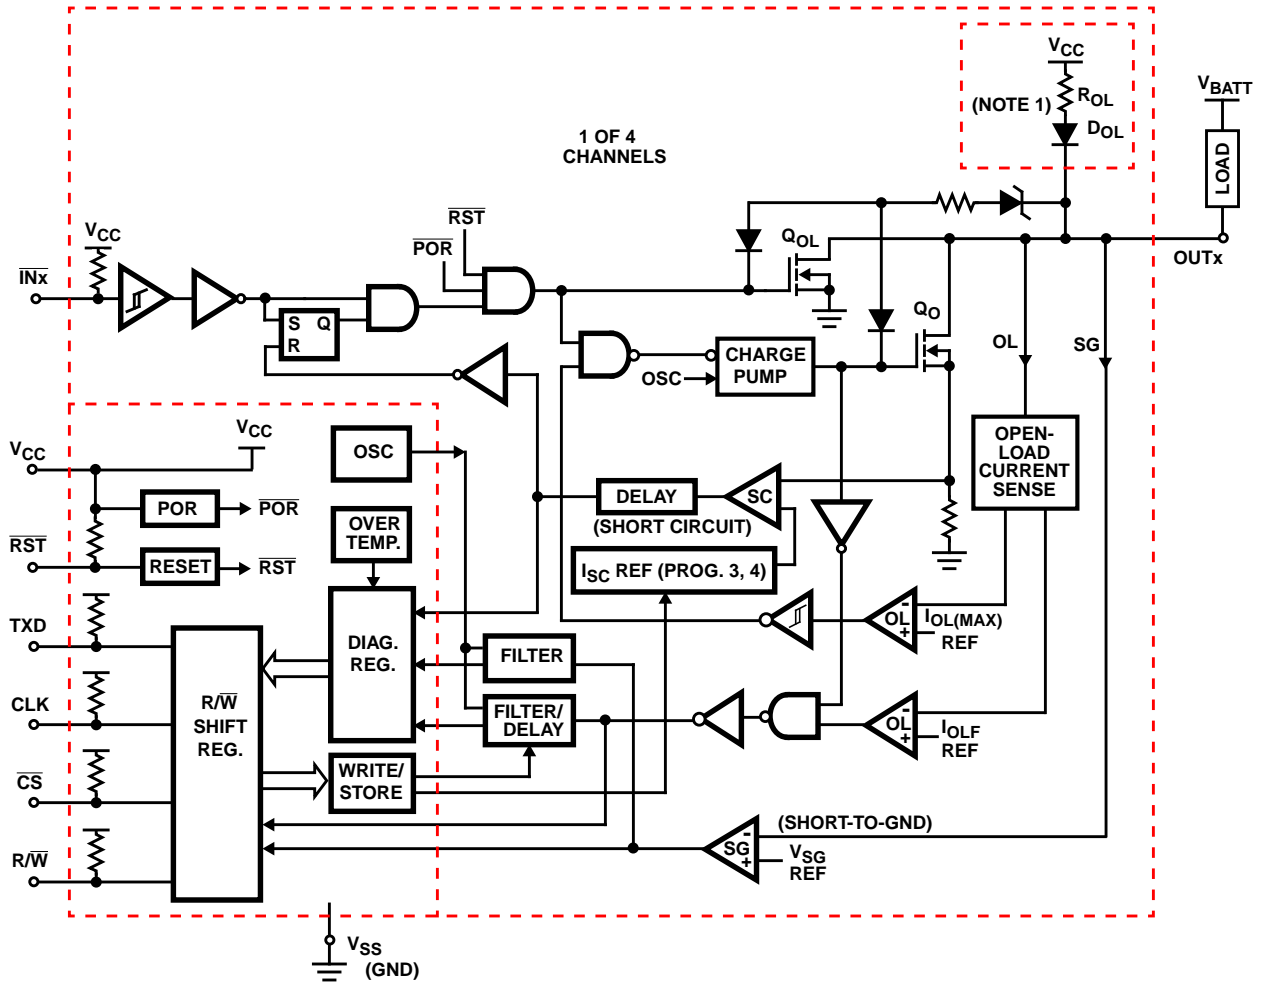 VCC
(NOTE 1)
ROL
DOL
VBATT
LOAD
1 OF 4
CHANNELS
RST
POR
VCC
INx
QOL
OUTx
S Q
R
QO
OL
SG
CHARGE
PUMP
OSC
VCC
VCC
OSC
OPEN-
LOAD
CURRENT
SENSE
DELAY
SC
(SHORT CIRCUIT)
POR
POR
OVER
TEMP.
RST
RESET
RST
ISC REF (PROG. 3, 4)
TXD
DIAG.
REG.
FILTER
OL
-
+
IOL(MAX)
REF
CLK
R/W
SHIFT
REG.
FILTER/
DELAY
OL
-
+
IOLF
REF
CS
WRITE/
STORE
(SHORT-TO-GND)
R/W
SG
-
+
VSG
REF
VSS
(GND)